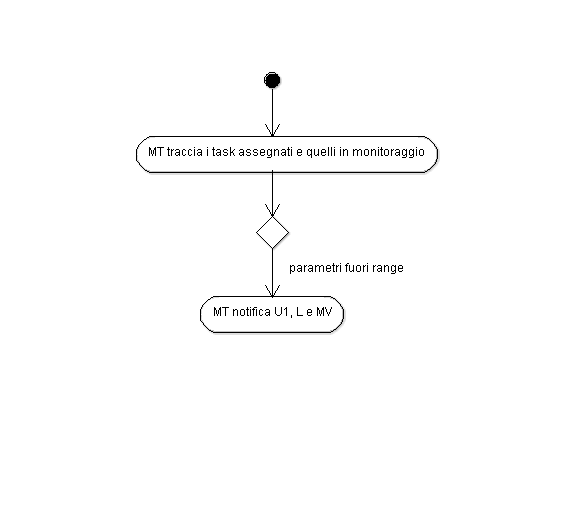 MT traccia i task assegnati e quelli in monitoraggio
parametri fuori range
MT notifica U1, L e MV